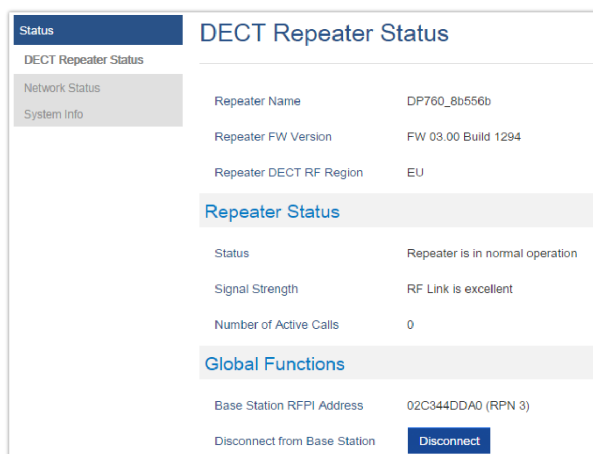 Status
DECT Repeater Status
Network Status
System Info
DECT Repeater Status
Repeater Name DP760_8b556b
Repeater FW Version FW 03.00 Build 1294
Repeater DECT RF Region EU
Repeater Status
Status Repeater is in normal operation
Signal Strength RF Link is excellent
Number of Active Calls 0
Global Functions
Base Station RFPI Address 02C344DDA0 (RPN 3)
Disconnect from Base Station Disconnect